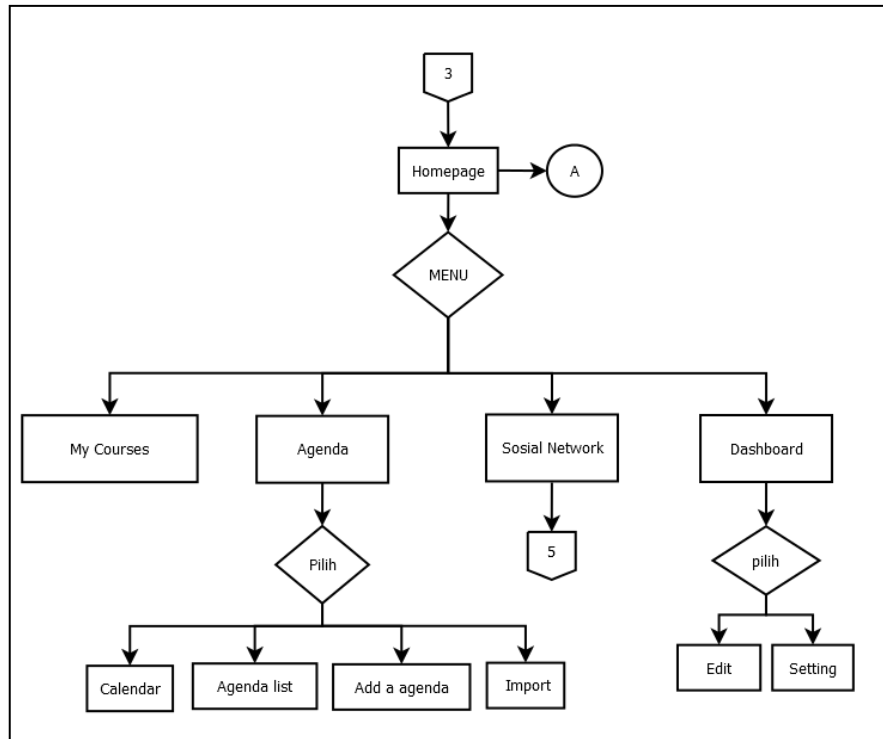 3
Homepage
A
MENU
My Courses
Agenda
Sosial Network
Dashboard
Pilih
5
pilih
Calendar
Agenda list
Add a agenda
Import
Edit
Setting